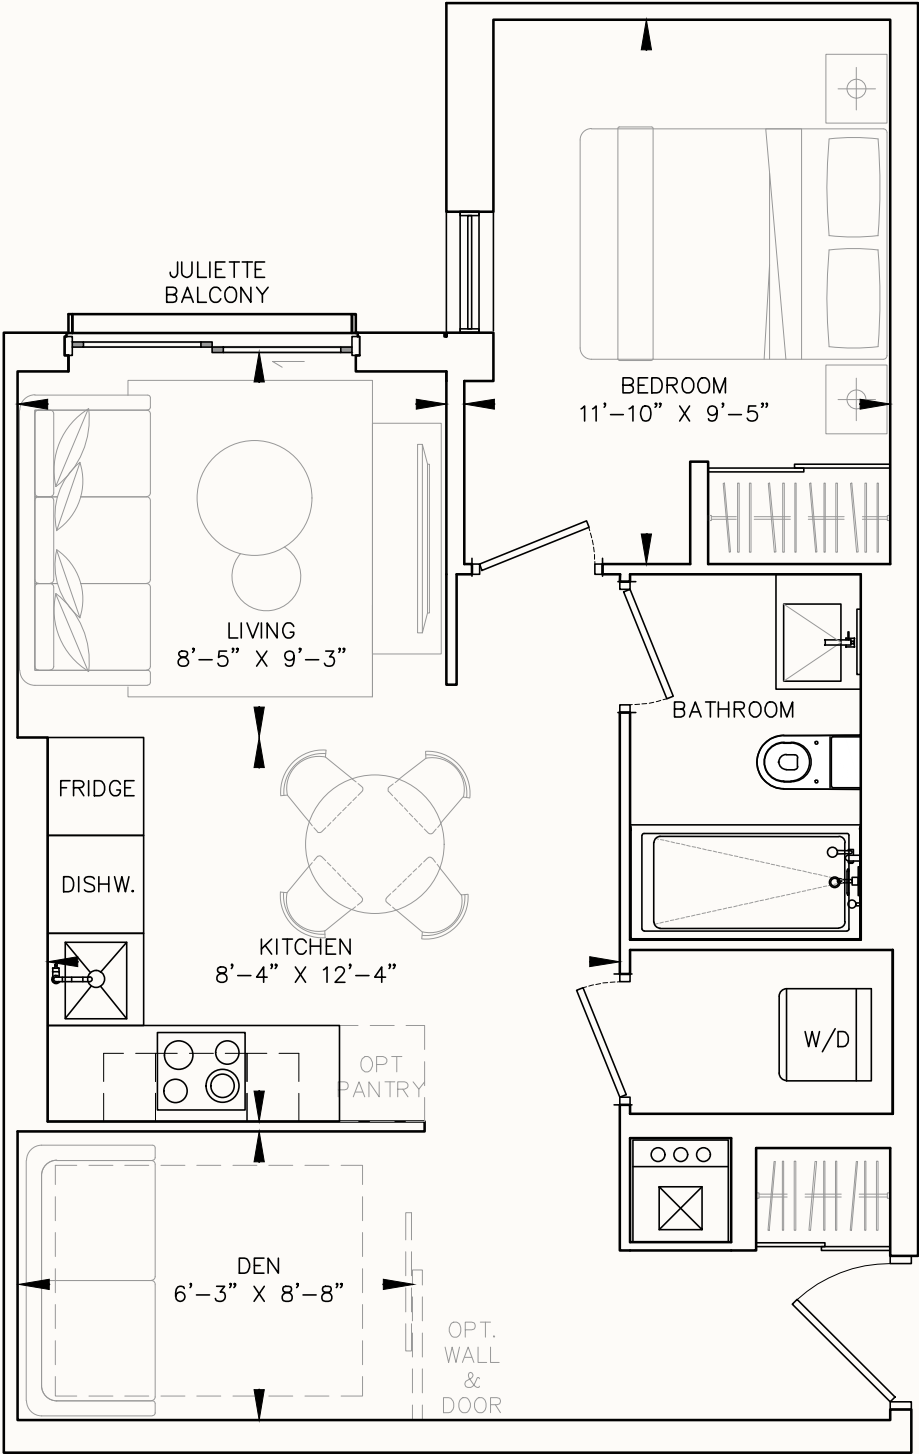 JULIETTE
BALCONY
BEDROOM
11'-10" X 9'-5"
LIVING
8'-5" X 9'-3"
BATHROOM
FRIDGE
DISHW.
KITCHEN
8'-4" X 12'-4"
W/D
OPT
PANTRY
DEN
6'-3" X 8'-8"
OPT.
WALL
&
DOOR